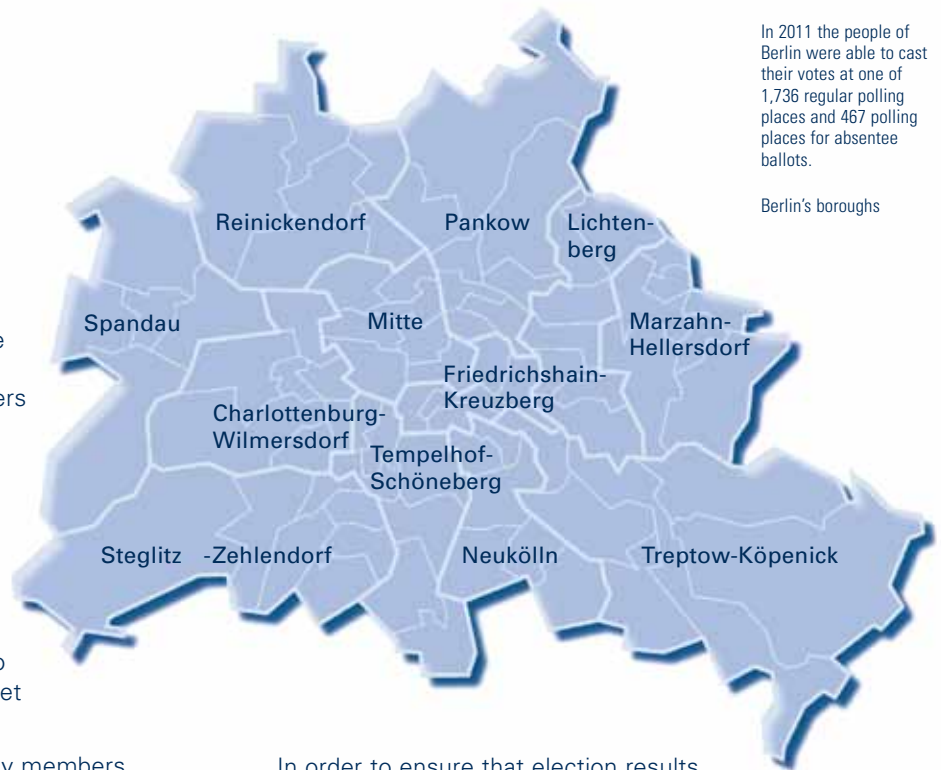 In 2011 the people of
Berlin were able to cast
their votes at one of
1,736 regular polling
places and 467 polling
places for absentee
ballots.
Berlin's boroughs
Reinickendorf
Pankow
Lichten-
berg
Spandau
Mitte
Marzahn-
Hellersdorf
Friedrichshain-
Kreuzberg
Charlottenburg-
Wilmersdorf
Tempelhof-
Schöneberg
Steglitz -Zehlendorf
Neukölln
Treptow-Köpenick
members
In order to ensure that election results